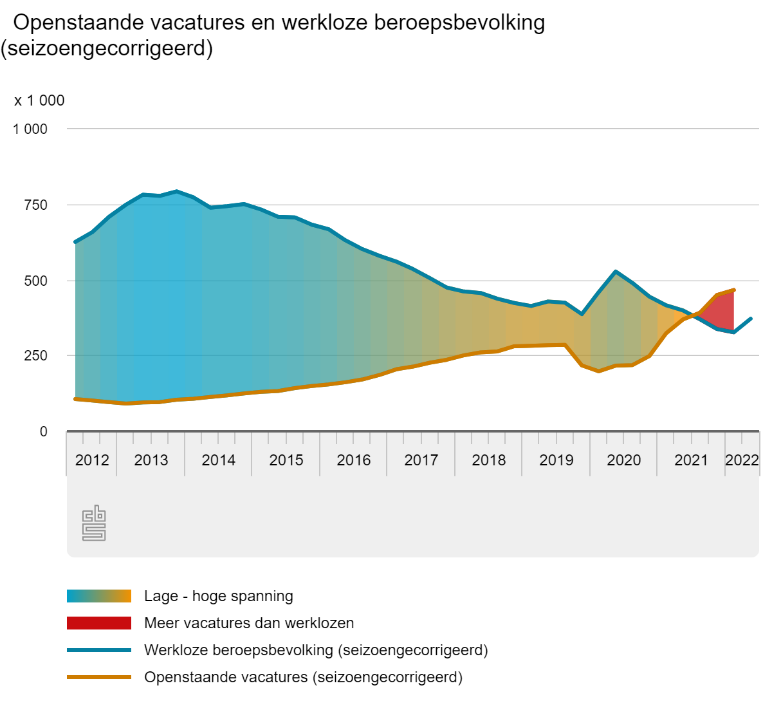 Openstaande vacatures en werkloze beroepsbevolking
(seizoengecorrigeerd)
x 1 000
1 000
750
500
250
0
2012 2013 2014 2015 2016 2017 2018 2019 2020 2021 2022
cbs
Lage - hoge spanning
Meer vacatures dan werklozen
Werkloze beroepsbevolking (seizoengecorrigeerd)
Openstaande vacatures (seizoengecorrigeerd)